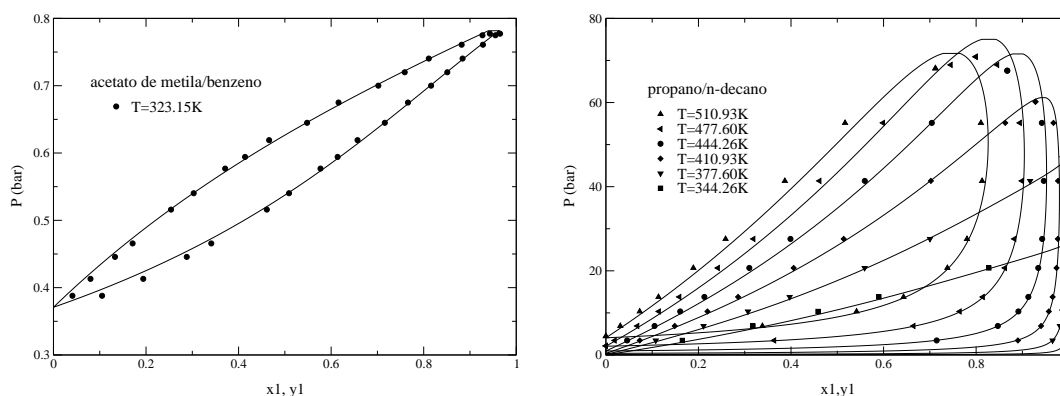 0.8
0.7
0.6
0.5
0.4
0.3
P (bar)
0
0.2
0.4
0.6
0.8
1
x1, y1
acetato de metila/benzeno
T=323.15K
80
60
40
20
0
P (bar)
0
0.2
0.4
0.6
0.8
x1,y1
propano/n-decano
T=510.93K
T=477.60K
T=444.26K
T=410.93K
T=377.60K
T=344.26K